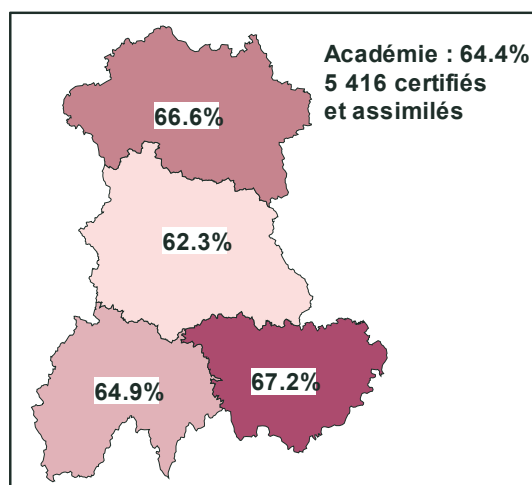 Académie : 64.4%
5 416 certifiés
et assimilés
66.6%
62.3%
64.9%
67.2%